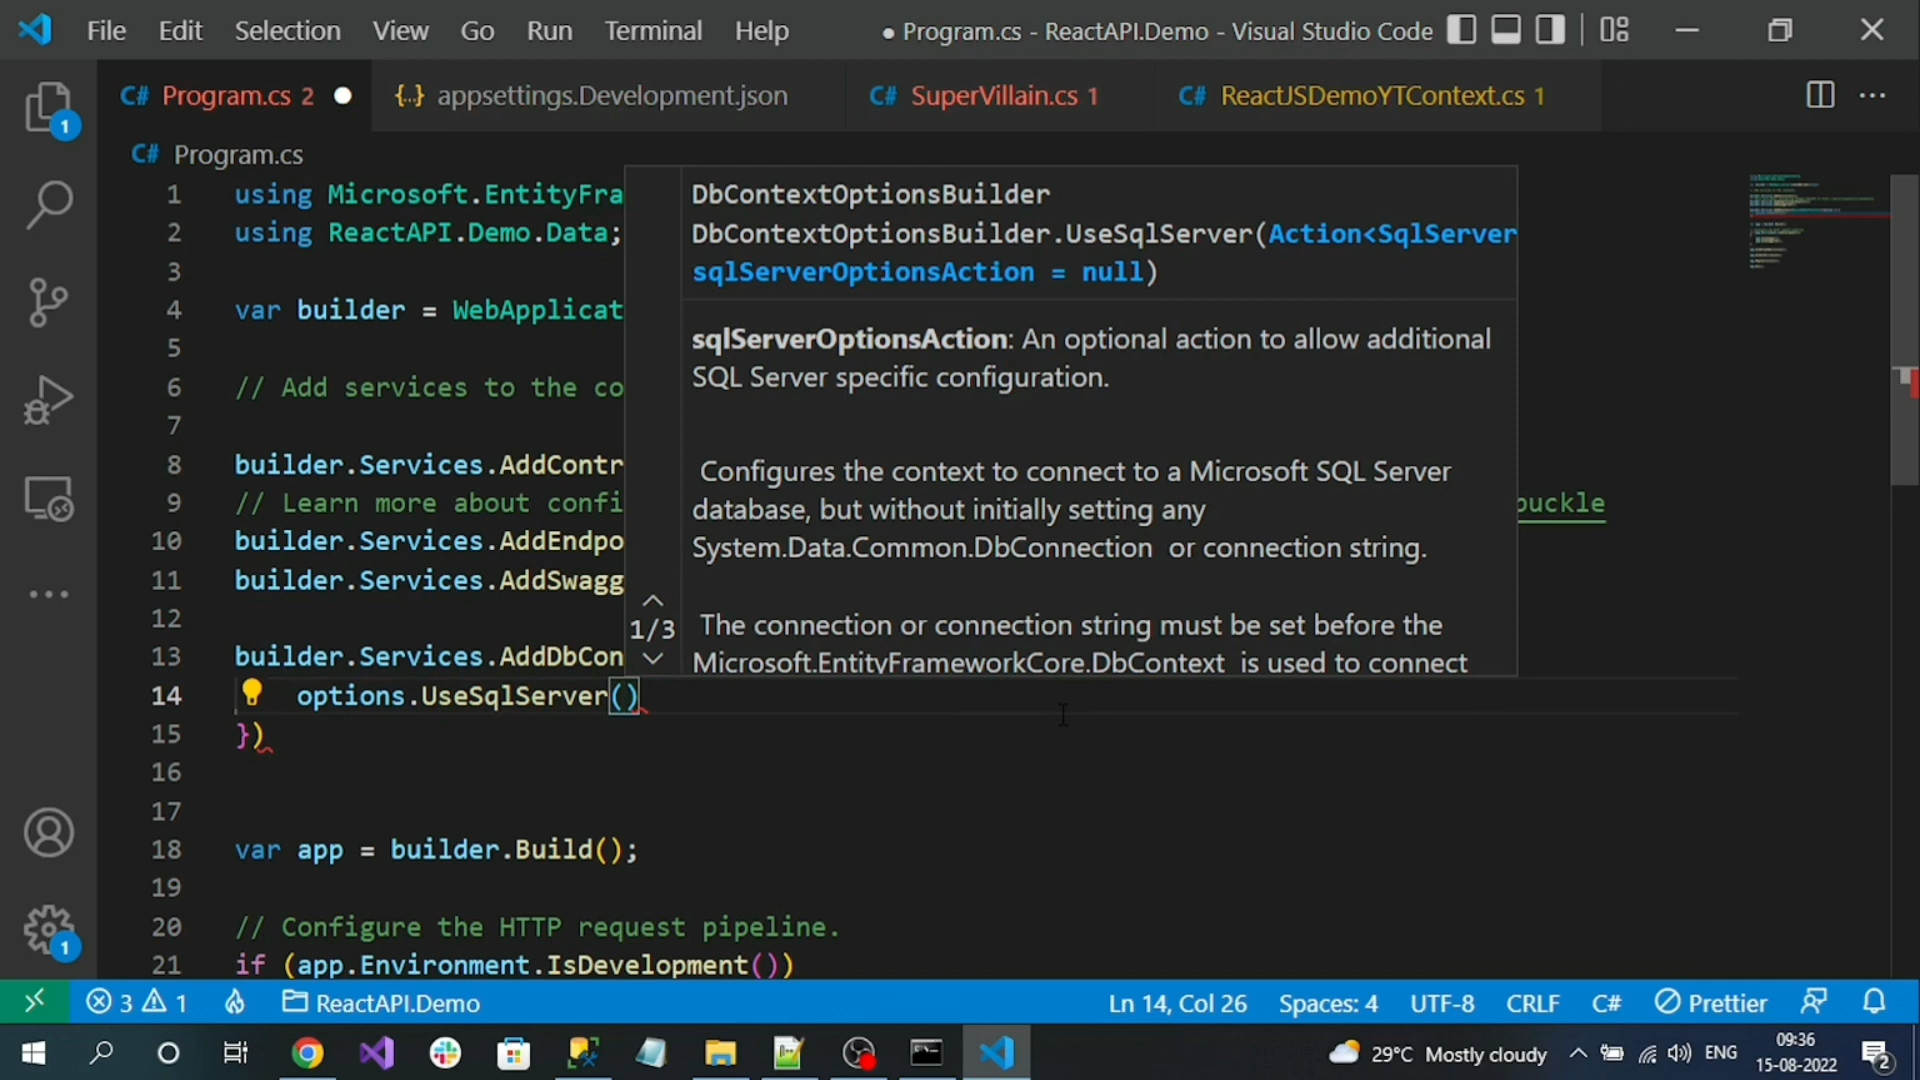 File Edit Selection View Go Run Terminal Help ● Program.cs - ReactAPI.Demo - Visual Studio Code
C# Program.cs 2 ● {..} appsettings.Development.json C# SuperVillain.cs 1 C# ReactJSDemoYTContext.cs 1
C# Program.cs
1 using Microsoft.EntityFra
2 using ReactAPI.Demo.Data;
3
4 var builder = WebApplicat
5
6 // Add services to the co
7
8 builder.Services.AddContr
9 // Learn more about confi buckle
10 builder.Services.AddEndpo
11 builder.Services.AddSwagg
12
13 builder.Services.AddDbCon
14 options.UseSqlServer()
15 })
16
17
18 var app = builder.Build();
19
20 // Configure the HTTP request pipeline.
21 if (app.Environment.IsDevelopment())
DbContextOptionsBuilder
DbContextOptionsBuilder.UseSqlServer(Action<SqlServer
sqlServerOptionsAction = null)
sqlServerOptionsAction: An optional action to allow additional
SQL Server specific configuration.
Configures the context to connect to a Microsoft SQL Server
database, but without initially setting any
System.Data.Common.DbConnection or connection string.
1/3
The connection or connection string must be set before the
Microsoft.EntityFrameworkCore.DbContext is used to connect
1
1
3 1 ReactAPI.Demo Ln 14, Col 26 Spaces: 4 UTF-8 CRLF C# Prettier
29°C Mostly cloudy ENG 09:36
15-08-2022 2